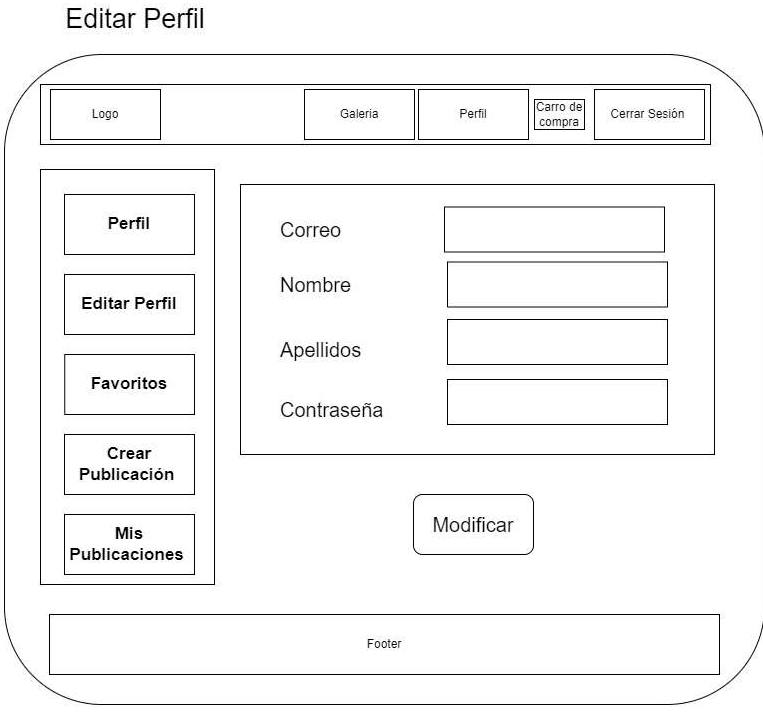 Editar Perfil
Logo
Galeria
Perfil
Carro de
compra
Cerrar Sesión
Perfil
Editar Perfil
Favoritos
Crear
Publicación
Mis
Publicaciones
Correo
Nombre
Apellidos
Contraseña
Modificar
Footer